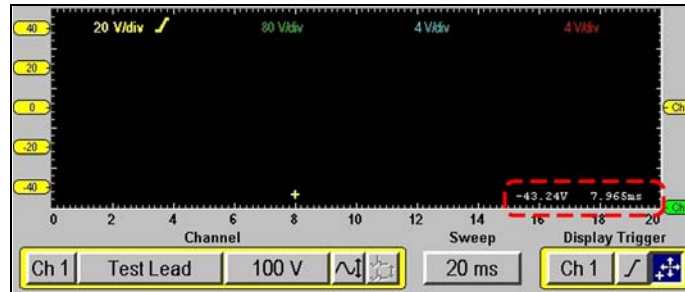 40 20 V/div 80 V/div 4 V/div 4 V/div
20
0 Ch
-20
-40 -43.24V 7.965ms Ch
0 2 4 6 8 10 12 14 16 18 20
Channel Sweep Display Trigger
Ch 1 Test Lead 100 V 20 ms Ch 1